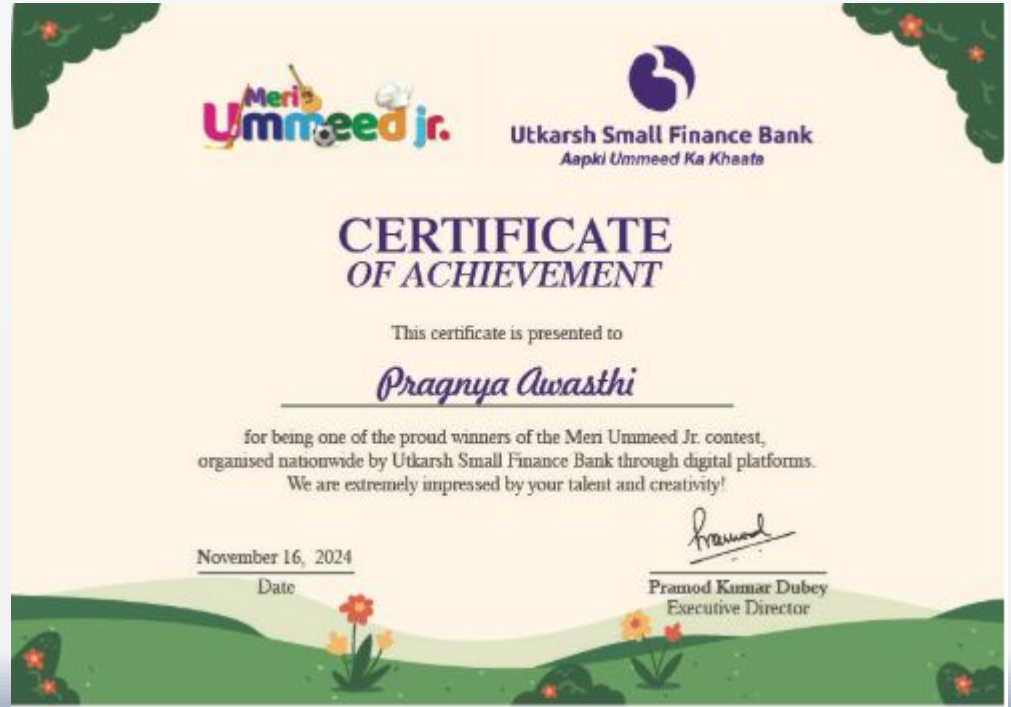 Meri
Ummeed jr.
Utkarsh Small Finance Bank
Aapki Ummeed Ka Khaata
CERTIFICATE
OF ACHIEVEMENT
This certificate is presented to
Pragnya Awasthi
for being one of the proud winners of the Meri Ummeed Jr. contest,
organised nationwide by Utkarsh Small Finance Bank through digital platforms.
We are extremely impressed by your talent and creativity!
Pramod
November 16, 2024
Date
Pramod Kumar Dubey
Executive Director